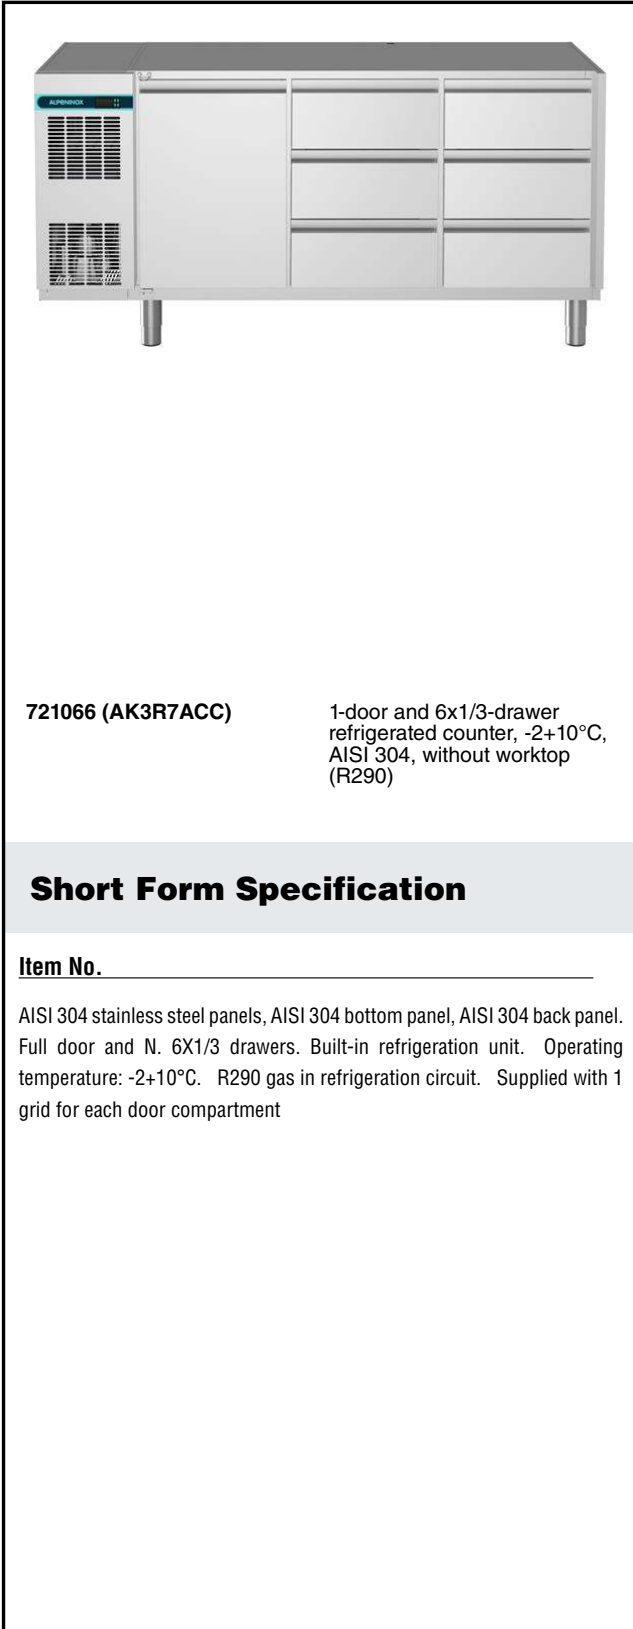 ALPENINOX
721066 (AK3R7ACC)
1-door and 6x1/3-drawer
refrigerated counter, -2+10°C,
AISI 304, without worktop
(R290)
Short Form Specification
Item No.
AISI 304 stainless steel panels, AISI 304 bottom panel, AISI 304 back panel.
Full door and N. 6X1/3 drawers. Built-in refrigeration unit. Operating
temperature: -2+10°C. R290 gas in refrigeration circuit. Supplied with 1
grid for each door compartment